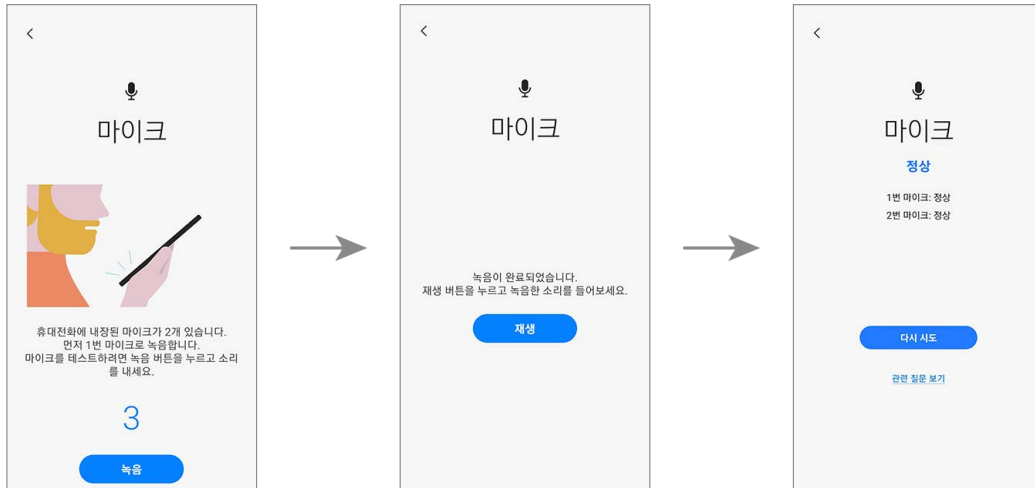 마이크
휴대전화에 내장된 마이크가 2개 있습니다.
먼저 1번 마이크로 녹음합니다.
마이크를 테스트하려면 녹음 버튼을 누르고 소리
를 내세요.
3
녹음
마이크
녹음이 완료되었습니다.
재생 버튼을 누르고 녹음한 소리를 들어보세요.
재생
마이크
정상
1번 마이크: 정상
2번 마이크: 정상
다시 시도
관련 질문 보기